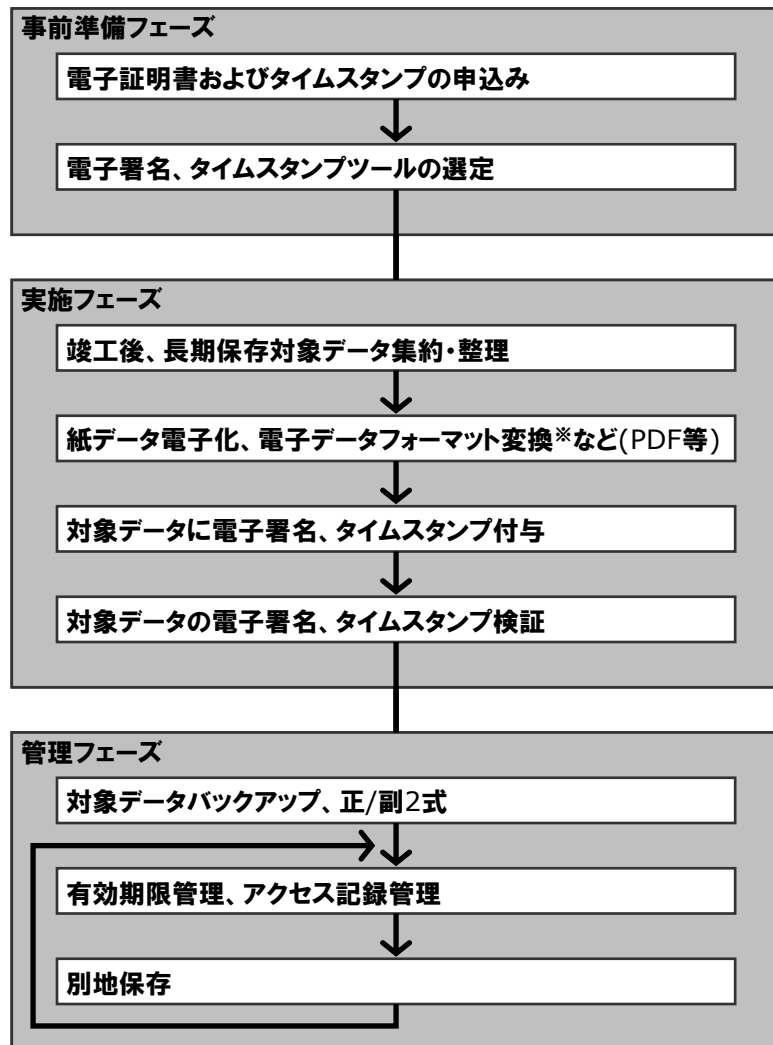 事前準備フェーズ
電子証明書およびタイムスタンプの申込み
電子署名、タイムスタンプツールの選定
実施フェーズ
竣工後、長期保存対象データ集約・整理
紙データ電子化、電子データフォーマット変換※など(PDF等)
対象データに電子署名、タイムスタンプ付与
対象データの電子署名、タイムスタンプ検証
管理フェーズ
対象データバックアップ、正/副2式
有効期限管理、アクセス記録管理
別地保存